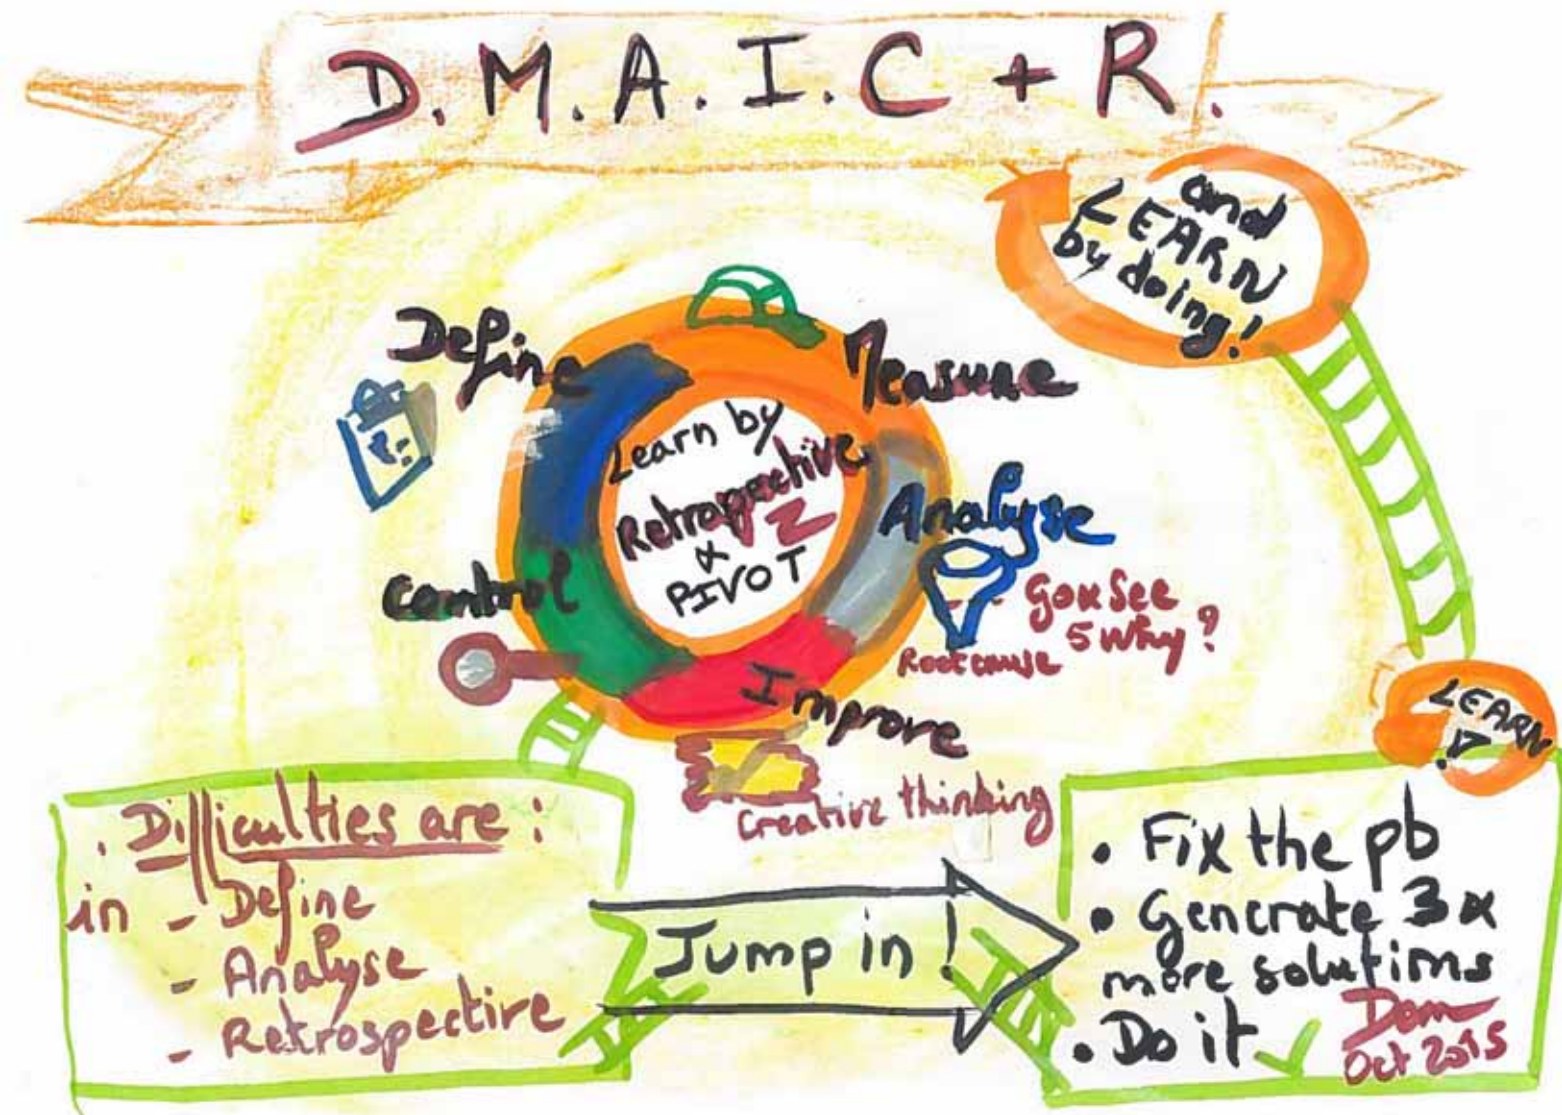 D.M.A.I.C + R.
and
LEARN
by doing!
Define
Measure
Learn by
Retrospective
& PIVOT
Analyse
Go & See
5 Why?
Root cause
Control
Improve
Creative thinking
LEARN
. Difficulties are :
in - Define
- Analyse
- Retrospective
Jump in !
• Fix the pb
• Generate 3 &
more solutions
• Do it
Dom
Oct 2015